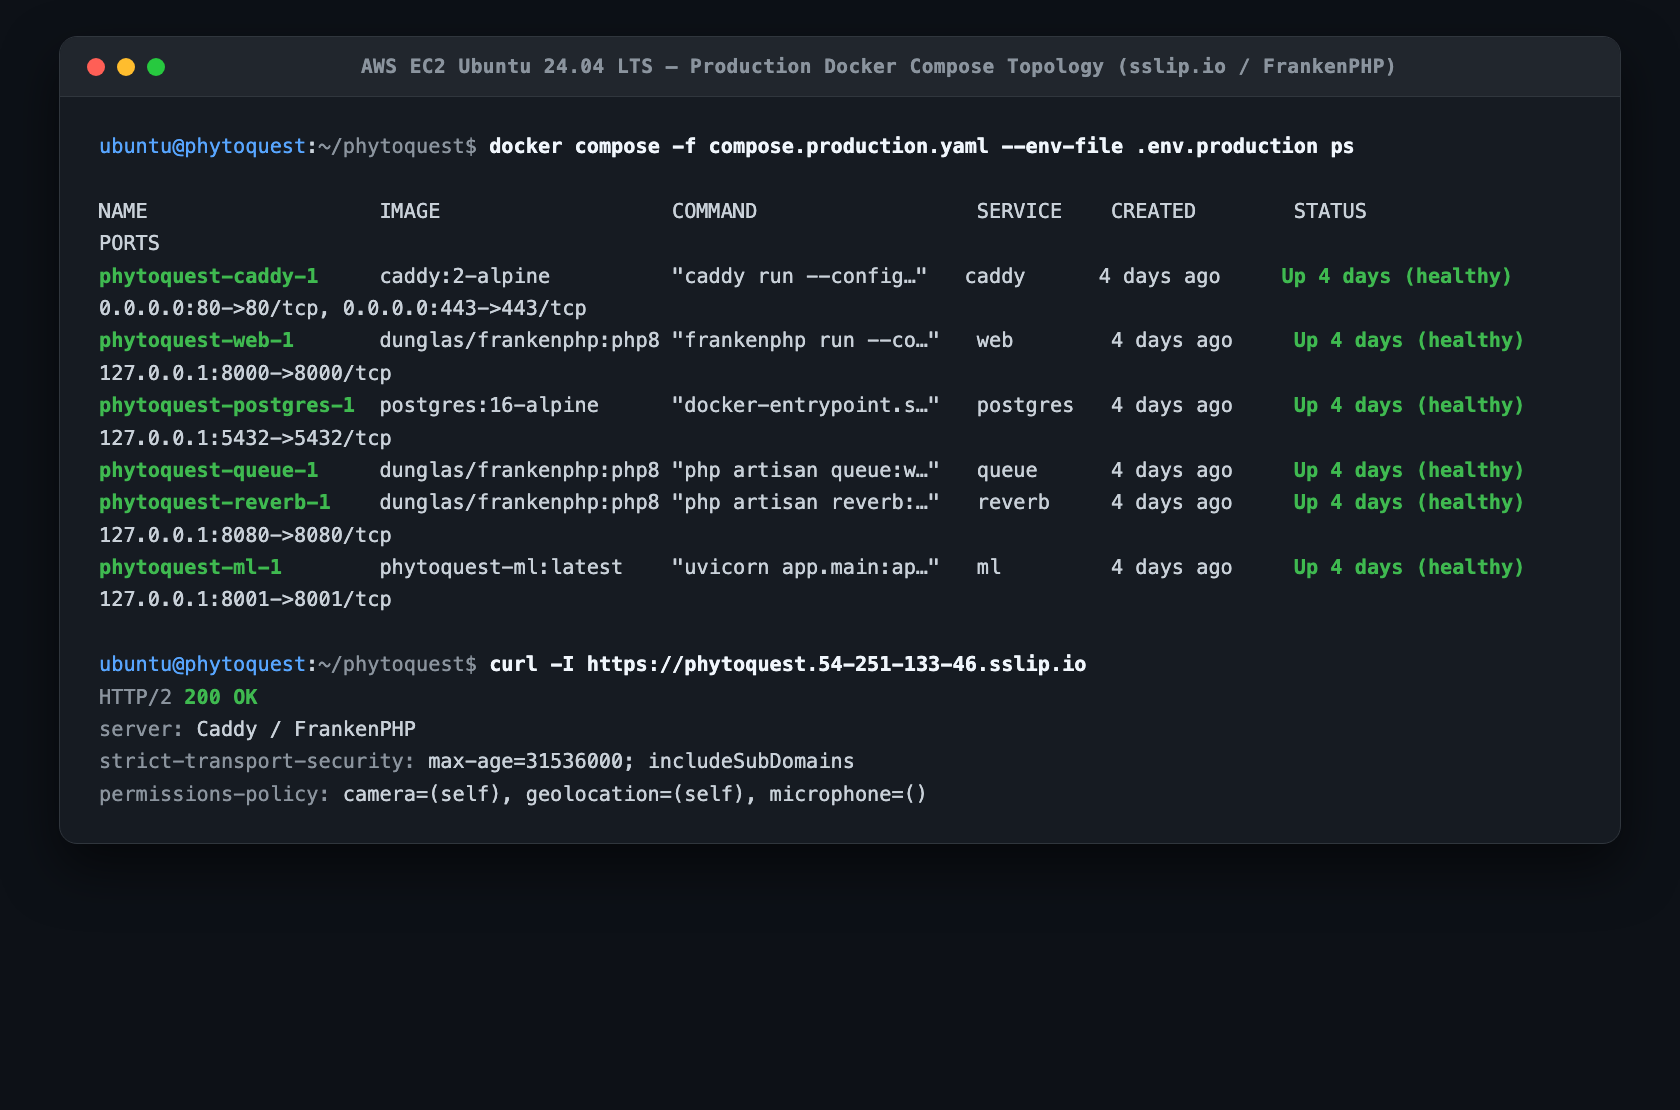 AWS EC2 Ubuntu 24.04 LTS — Production Docker Compose Topology (sslip.io / FrankenPHP)
ubuntu@phytoquest:~/phytoquest$ docker compose -f compose.production.yaml --env-file .env.production ps
NAME IMAGE COMMAND SERVICE CREATED STATUS
PORTS
phytoquest-caddy-1 caddy:2-alpine "caddy run --config…" caddy 4 days ago Up 4 days (healthy)
0.0.0.0:80->80/tcp, 0.0.0.0:443->443/tcp
phytoquest-web-1 dunglas/frankenphp:php8 "frankenphp run --co…" web 4 days ago Up 4 days (healthy)
127.0.0.1:8000->8000/tcp
phytoquest-postgres-1 postgres:16-alpine "docker-entrypoint.s…" postgres 4 days ago Up 4 days (healthy)
127.0.0.1:5432->5432/tcp
phytoquest-queue-1 dunglas/frankenphp:php8 "php artisan queue:w…" queue 4 days ago Up 4 days (healthy)
phytoquest-reverb-1 dunglas/frankenphp:php8 "php artisan reverb:…" reverb 4 days ago Up 4 days (healthy)
127.0.0.1:8080->8080/tcp
phytoquest-ml-1 phytoquest-ml:latest "uvicorn app.main:ap…" ml 4 days ago Up 4 days (healthy)
127.0.0.1:8001->8001/tcp
ubuntu@phytoquest:~/phytoquest$ curl -I https://phytoquest.54-251-133-46.sslip.io
HTTP/2 200 OK
server: Caddy / FrankenPHP
strict-transport-security: max-age=31536000; includeSubDomains
permissions-policy: camera=(self), geolocation=(self), microphone=()